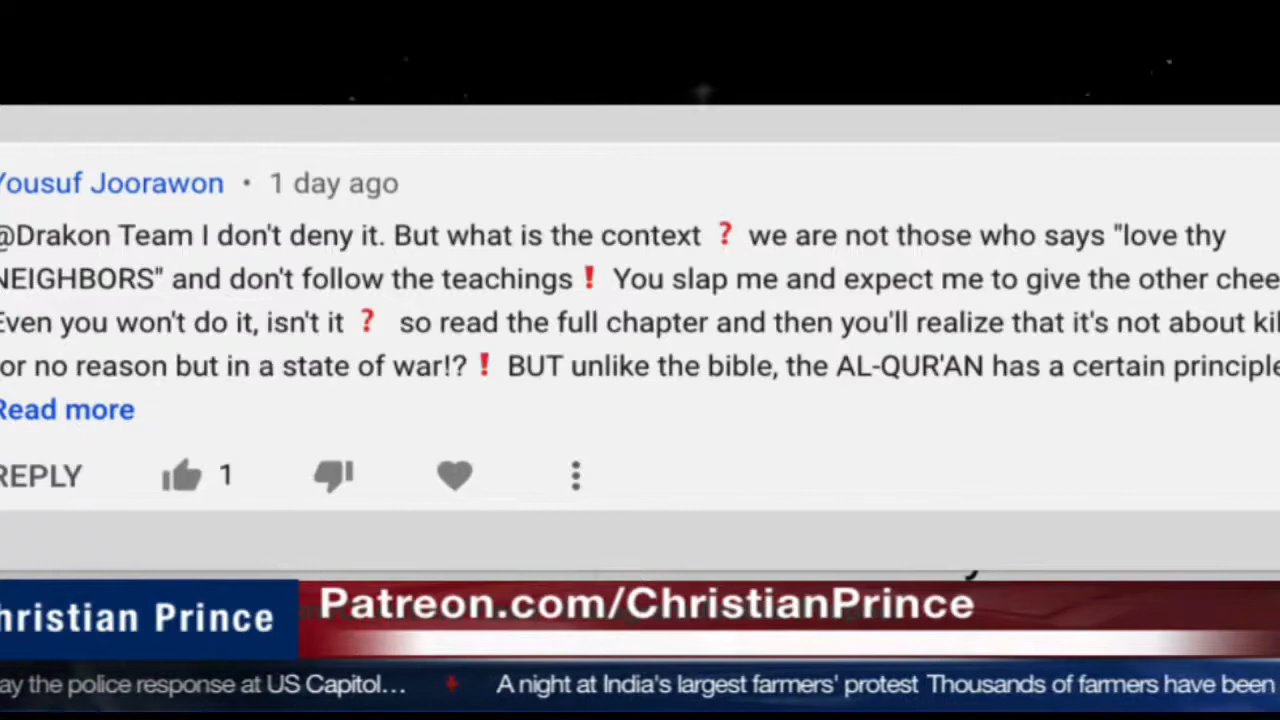 Yousuf Joorawon • 1 day ago
@Drakon Team I don't deny it. But what is the context ❓ we are not those who says "love thy
NEIGHBORS" and don't follow the teachings❗ You slap me and expect me to give the other chee
Even you won't do it, isn't it ❓ so read the full chapter and then you'll realize that it's not about kil
or no reason but in a state of war!?❗ BUT unlike the bible, the AL-QUR'AN has a certain principle
Read more
REPLY 1
hristian Prince
Patreon.com/ChristianPrince
ay the police response at US Capitol... A night at India's largest farmers' protest Thousands of farmers have been